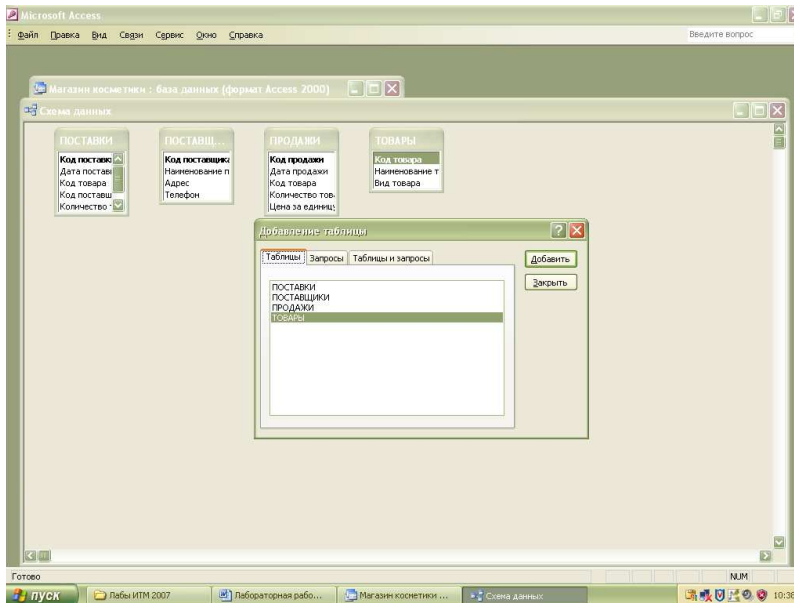 Microsoft Access
Файл Правка Вид Связи Сервис Окно Справка Введите вопрос
Магазин косметики : база данных (формат Access 2000)
Схема данных
ПОСТАВКИ ПОСТАВЩ... ПРОДАЖИ ТОВАРЫ
Код поставк Код поставщика Код продажи Код товара
Дата постав Наименование п Дата продажи Наименование т
Код товара Адрес Код товара Вид товара
Код поставщ Телефон Количество тов
Количество т Цена за единиц
Добавление таблицы
Таблицы Запросы Таблицы и запросы Добавить
Закрыть
ПОСТАВКИ
ПОСТАВЩИКИ
ПРОДАЖИ
ТОВАРЫ
Готово NUM
пуск Лабы ИТМ 2007 Лабораторная рабо... Магазин косметики ... Схема данных 10:36